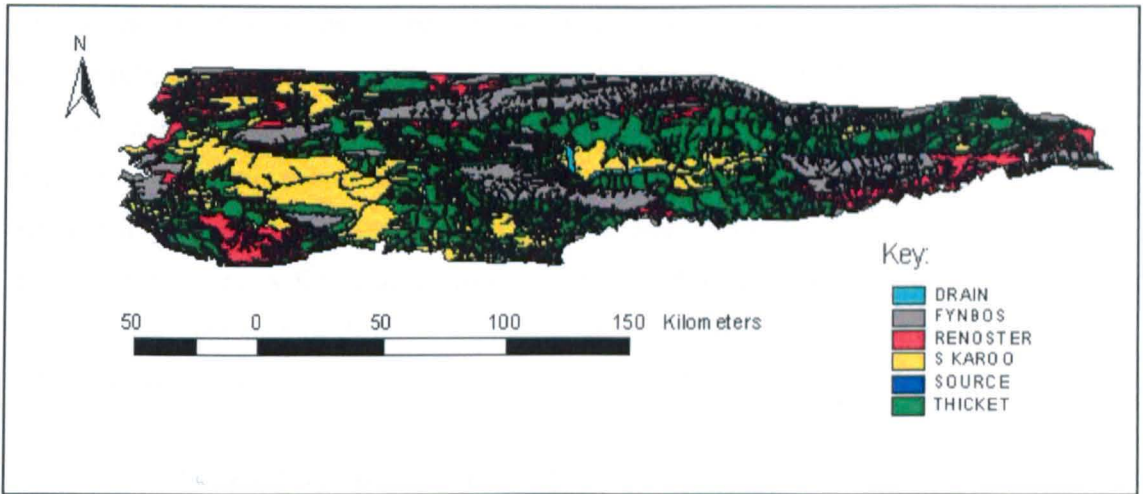 N
50 0 50 100 150 Kilometers
Key:
DRAIN
FYNBOS
RENOSTER
S KAROO
SOURCE
THICKET